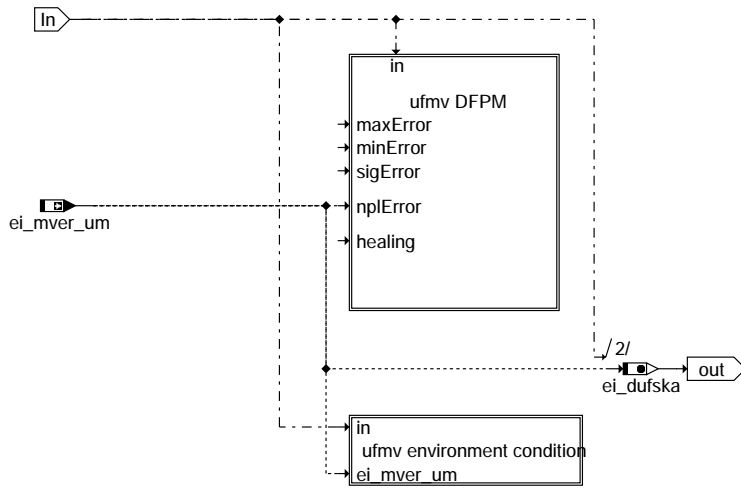 In
in
ufmv DFPM
maxError
minError
sigError
nplError
healing
ei_mver_um
/2/
ei_dufska
out
in
ufmv environment condition
ei_mver_um